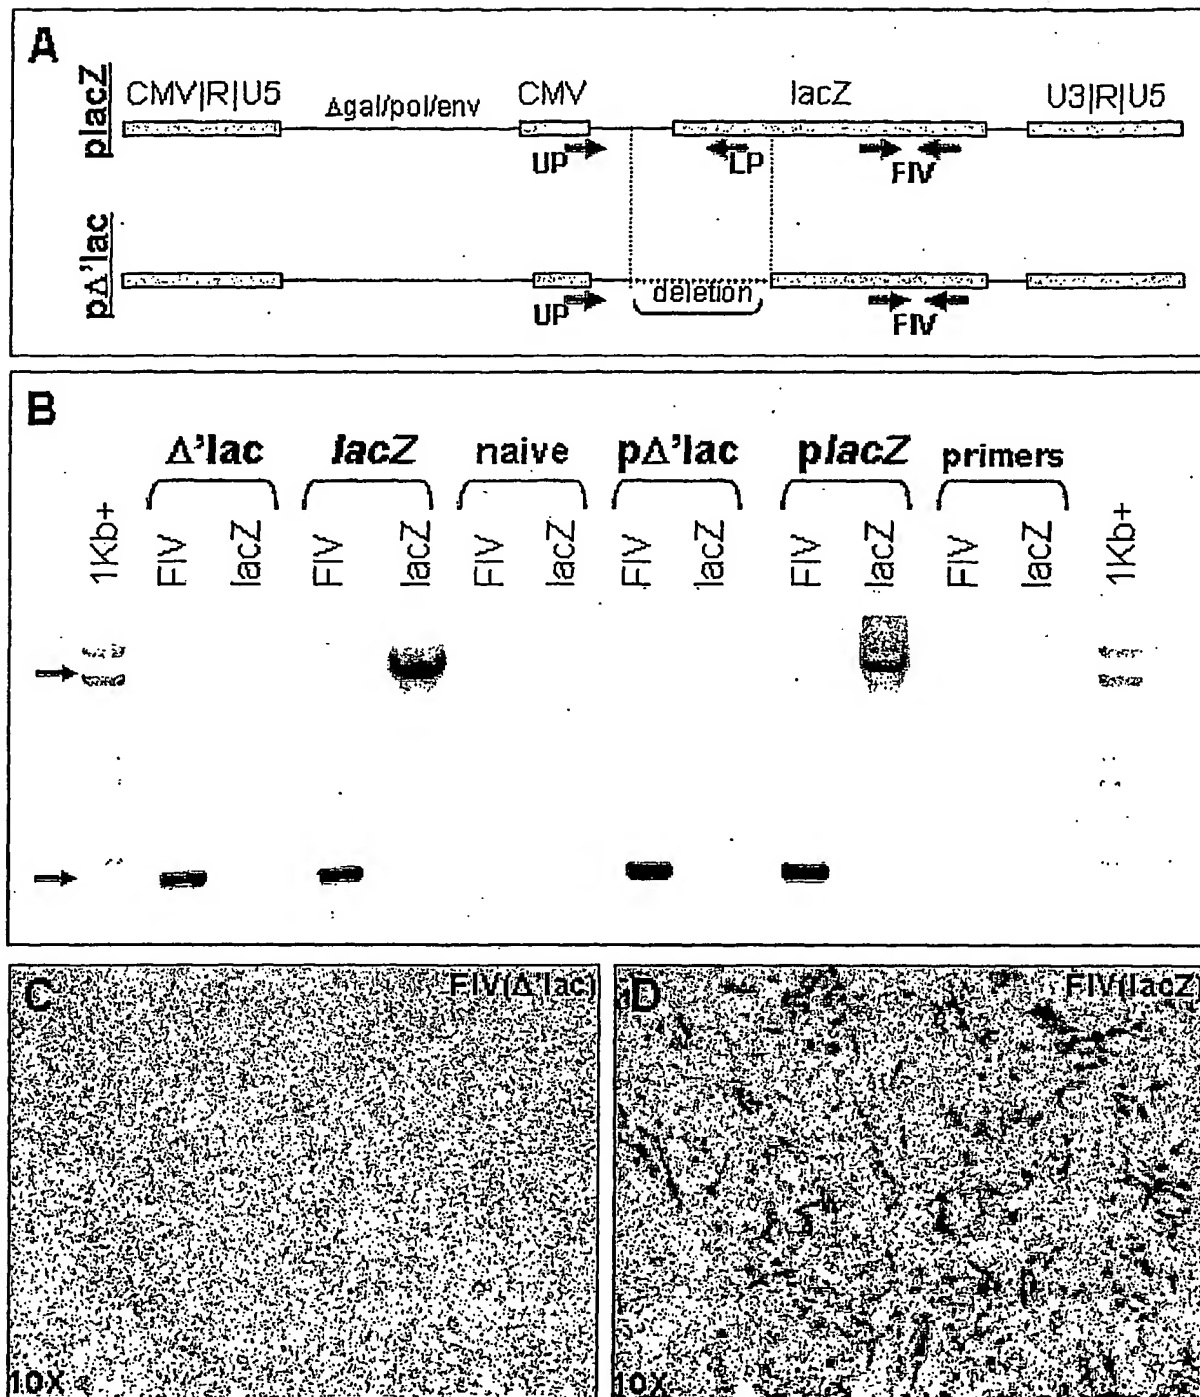 A
placZ
CMV|R|U5
Δgal/pol/env
CMV
lacZ
U3|R|U5
UP
LP
FIV
pΔ'lac
deletion
UP
FIV
B
Δ'lac
lacZ
naive
pΔ'lac
placZ
primers
1Kb+
FIV
lacZ
FIV
lacZ
FIV
lacZ
FIV
lacZ
FIV
lacZ
FIV
lacZ
1Kb+
C
FIV(Δ'lac)
10X
D
FIV(lacZ)
10X